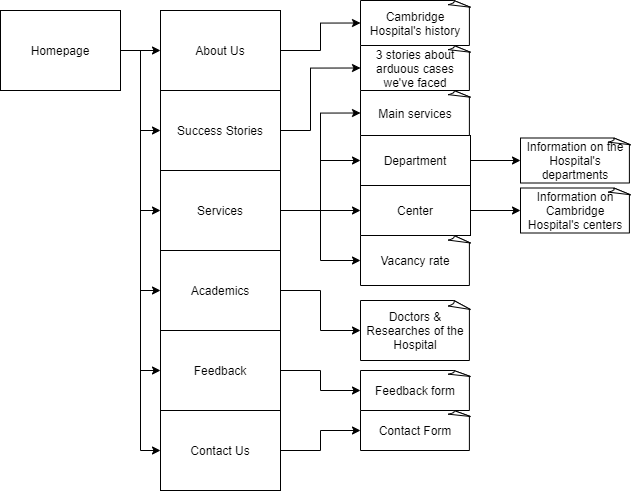 Homepage
About Us
Success Stories
Services
Academics
Feedback
Contact Us
Cambridge
Hospital's history
3 stories about
arduous cases
we've faced
Main services
Department
Center
Vacancy rate
Doctors &
Researches of the
Hospital
Feedback form
Contact Form
Information on the
Hospital's
departments
Information on
Cambridge
Hospital's centers